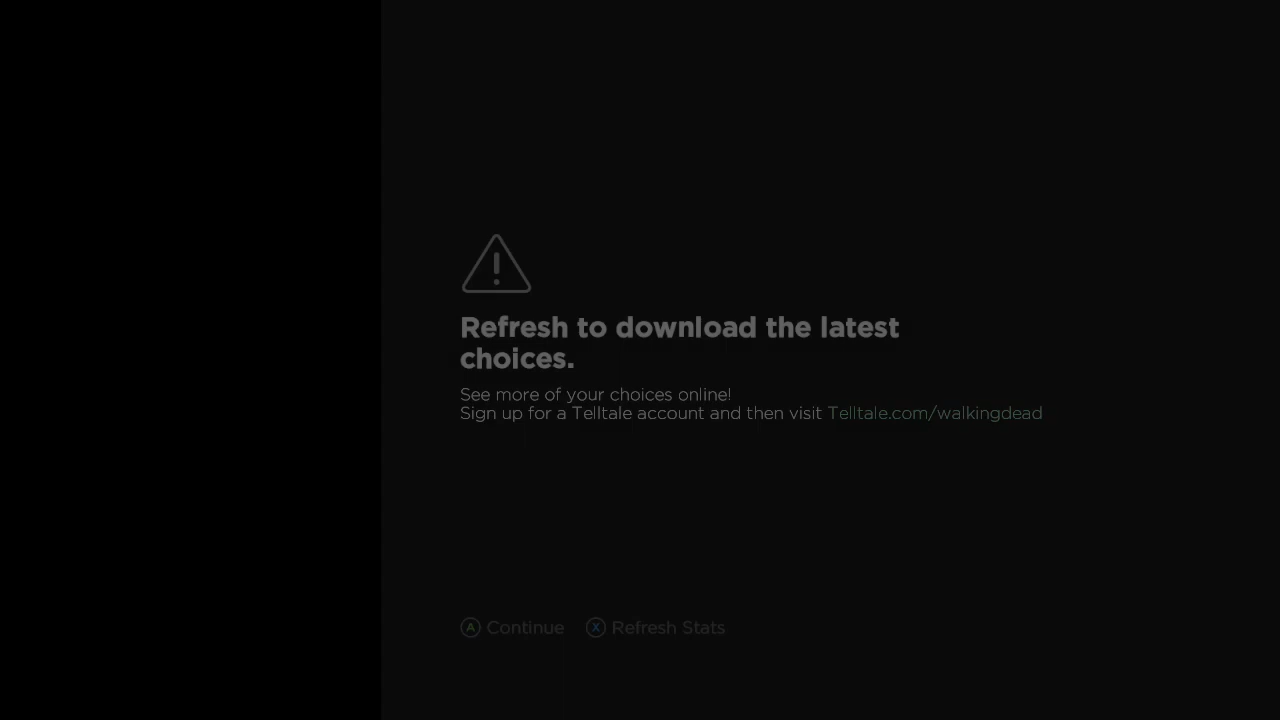 Refresh to download the latest
choices.
See more of your choices online!
Sign up for a Telltale account and then visit Telltale.com/walkingdead
A Continue X Refresh Stats